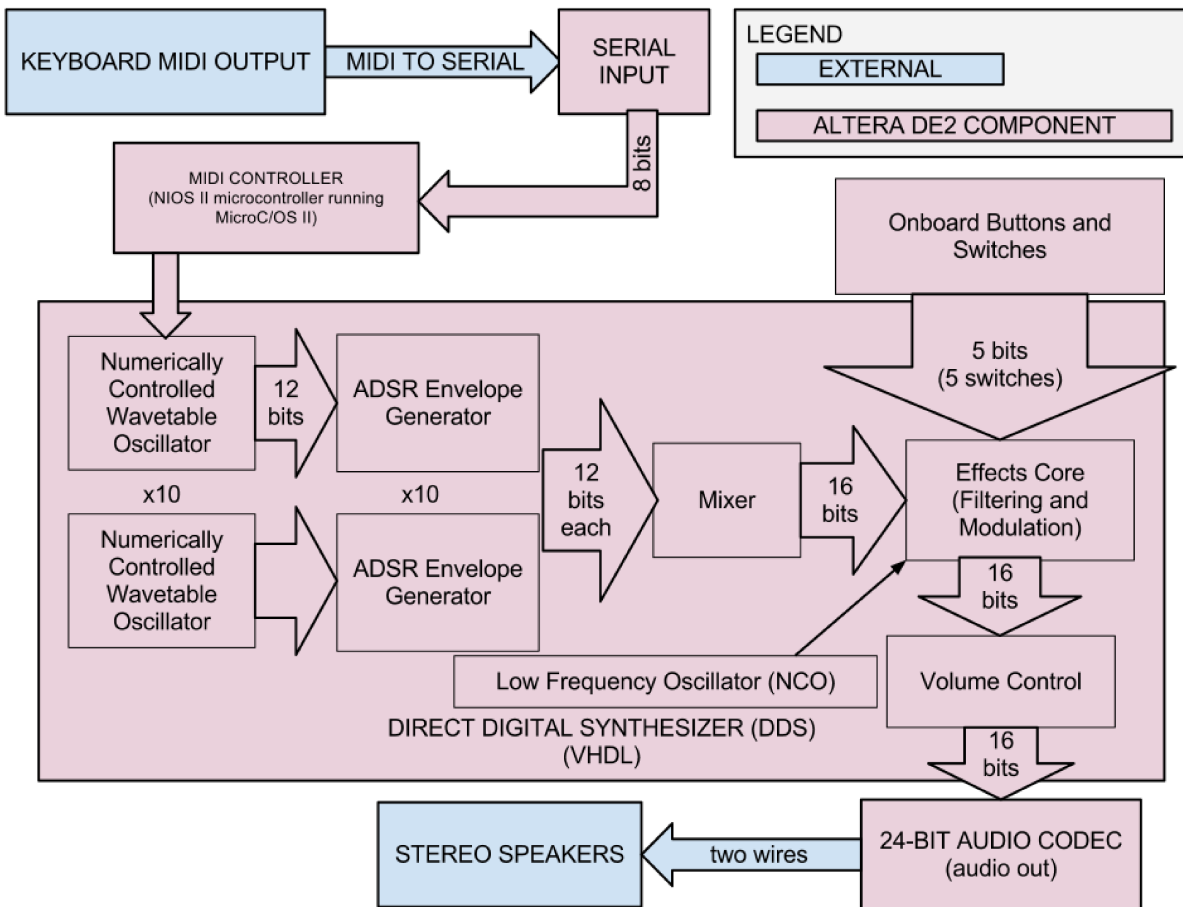 KEYBOARD MIDI OUTPUT
MIDI TO SERIAL
SERIAL
INPUT
LEGEND
EXTERNAL
ALTERA DE2 COMPONENT
8 bits
MIDI CONTROLLER
(NIOS II microcontroller running
MicroC/OS II)
Onboard Buttons and
Switches
5 bits
(5 switches)
Numerically
Controlled
Wavetable
Oscillator
12
bits
ADSR Envelope
Generator
x10
x10
Numerically
Controlled
Wavetable
Oscillator
ADSR Envelope
Generator
12
bits
each
Mixer
16
bits
Effects Core
(Filtering and
Modulation)
16
bits
Low Frequency Oscillator (NCO)
Volume Control
DIRECT DIGITAL SYNTHESIZER (DDS)
(VHDL)
16
bits
STEREO SPEAKERS
two wires
24-BIT AUDIO CODEC
(audio out)